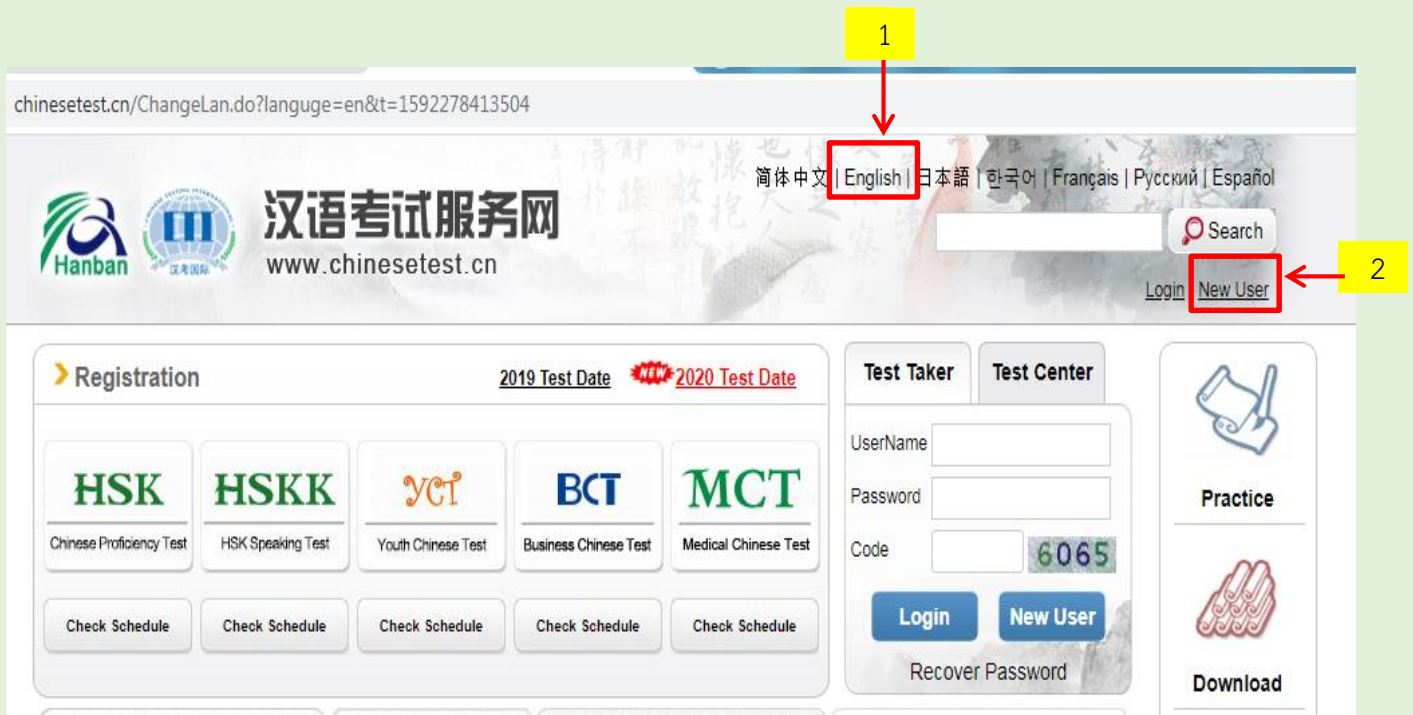 1
chinesetest.cn/ChangeLan.do?languge=en&t=1592278413504
简体中文 | English | 日本語 | 한국어 | Français | Русский | Español
Hanban
汉考国际
汉语考试服务网
www.chinesetest.cn
Search
Login New User
2
Registration 2019 Test Date NEW 2020 Test Date
HSK HSKK YCT BCT MCT
Chinese Proficiency Test HSK Speaking Test Youth Chinese Test Business Chinese Test Medical Chinese Test
Check Schedule Check Schedule Check Schedule Check Schedule Check Schedule
Test Taker Test Center
UserName
Password
Code 6065
Login New User
Recover Password
Practice
Download